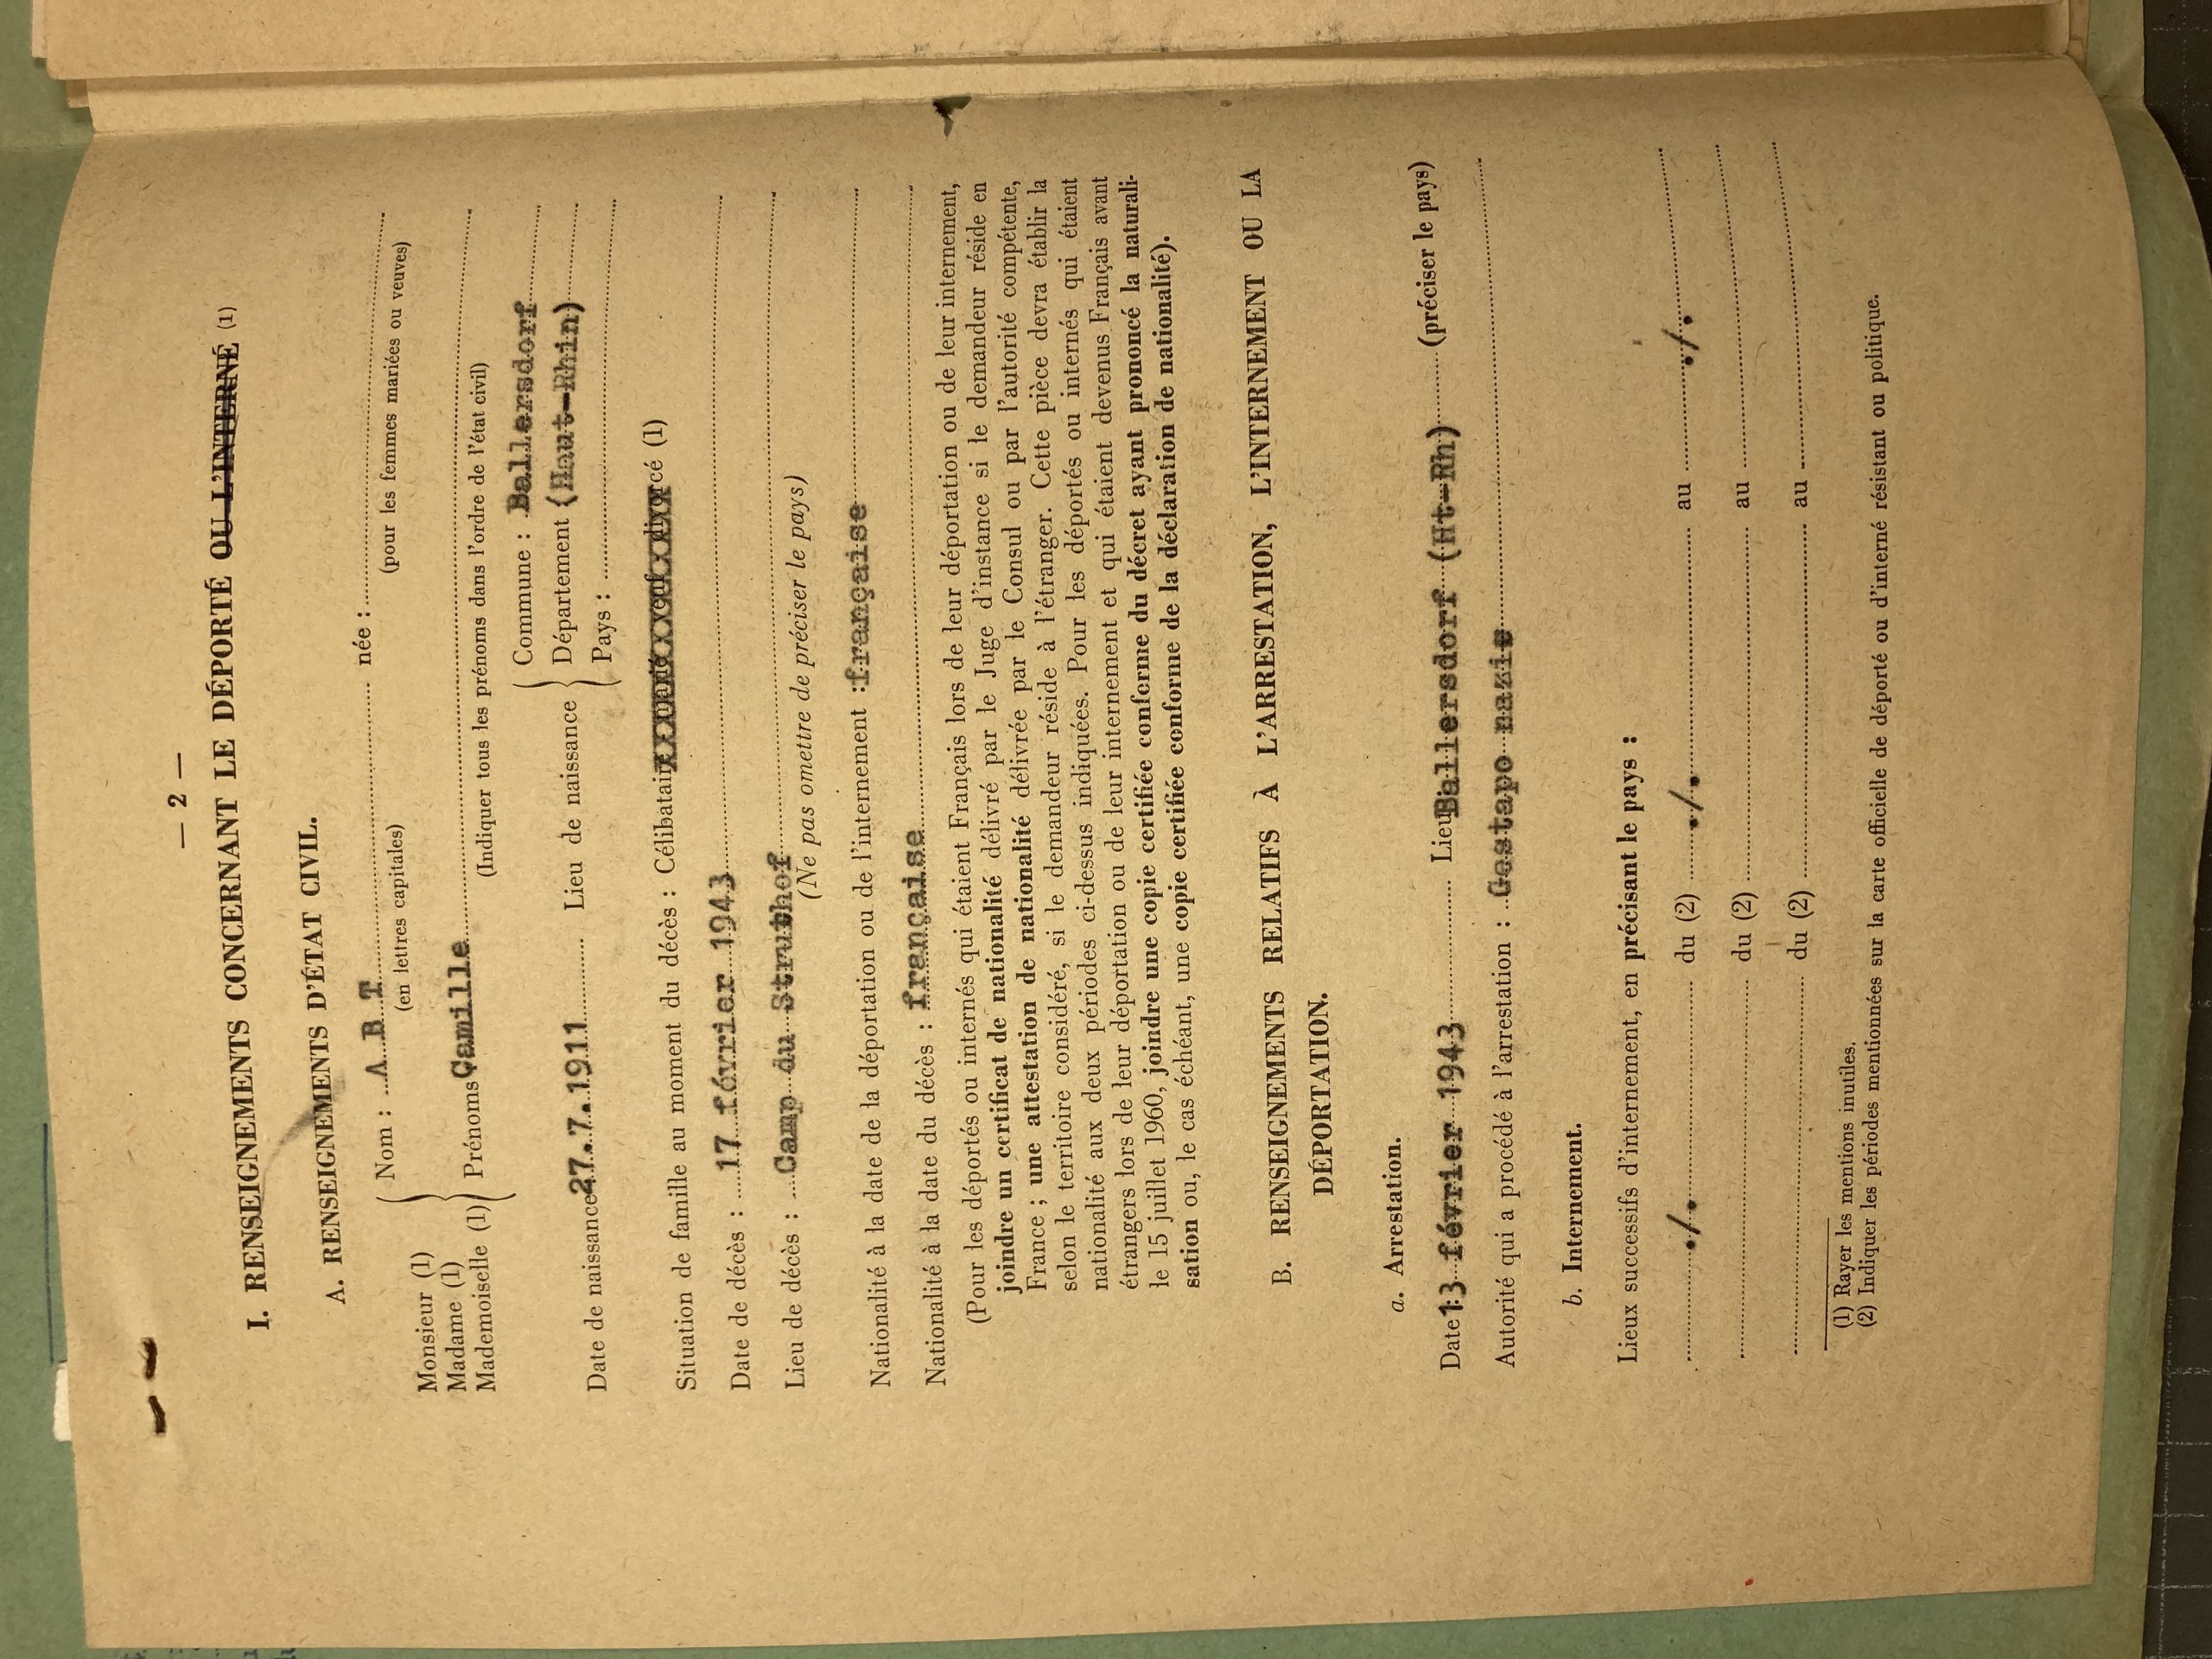 — 2 —
I. RENSEIGNEMENTS CONCERNANT LE DÉPORTÉ OU L'INTERNÉ (1)
A. RENSEIGNEMENTS D'ÉTAT CIVIL.
Monsieur (1)
Madame (1)
Mademoiselle (1)
Nom : A B T née :
(en lettres capitales) (pour les femmes mariées ou veuves)
Prénoms Camille
(Indiquer tous les prénoms dans l'ordre de l'état civil)
Date de naissance 27.7.1911 Lieu de naissance
Commune : Ballersdorf
Département (Haut-Rhin)
Pays :
Situation de famille au moment du décès : Célibataire, marié, veuf, divorcé (1)
Date de décès : 17 février 1943
Lieu de décès : Camp du Struthof
(Ne pas omettre de préciser le pays)
Nationalité à la date de la déportation ou de l'internement : française
Nationalité à la date du décès : française
(Pour les déportés ou internés qui étaient Français lors de leur déportation ou de leur internement,
joindre un certificat de nationalité délivré par le Juge d'instance si le demandeur réside en
France ; une attestation de nationalité délivrée par le Consul ou par l'autorité compétente,
selon le territoire considéré, si le demandeur réside à l'étranger. Cette pièce devra établir la
nationalité aux deux périodes ci-dessus indiquées. Pour les déportés ou internés qui étaient
étrangers lors de leur déportation ou de leur internement et qui étaient devenus Français avant
le 15 juillet 1960, joindre une copie certifiée conforme du décret ayant prononcé la naturali-
sation ou, le cas échéant, une copie certifiée conforme de la déclaration de nationalité).
B. RENSEIGNEMENTS RELATIFS À L'ARRESTATION, L'INTERNEMENT OU LA
DÉPORTATION.
a. Arrestation.
Date 13 février 1943 Lieu Ballersdorf (Ht-Rh) (préciser le pays)
Autorité qui a procédé à l'arrestation : Gestapo nazie
b. Internement.
Lieux successifs d'internement, en précisant le pays :
./. du (2) ./. au ./.
du (2) au
du (2) au
(1) Rayer les mentions inutiles.
(2) Indiquer les périodes mentionnées sur la carte officielle de déporté ou d'interné résistant ou politique.